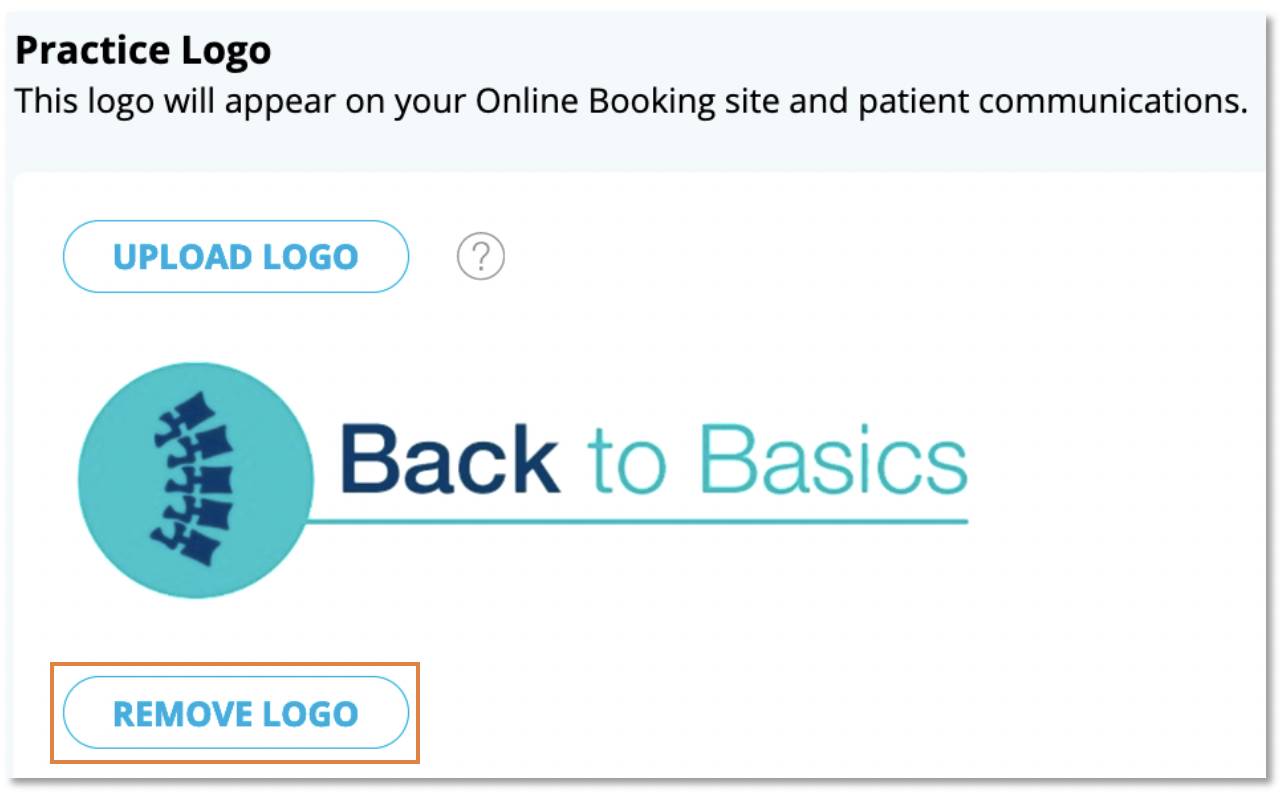 Practice Logo
This logo will appear on your Online Booking site and patient communications.
UPLOAD LOGO ?
Back to Basics
REMOVE LOGO